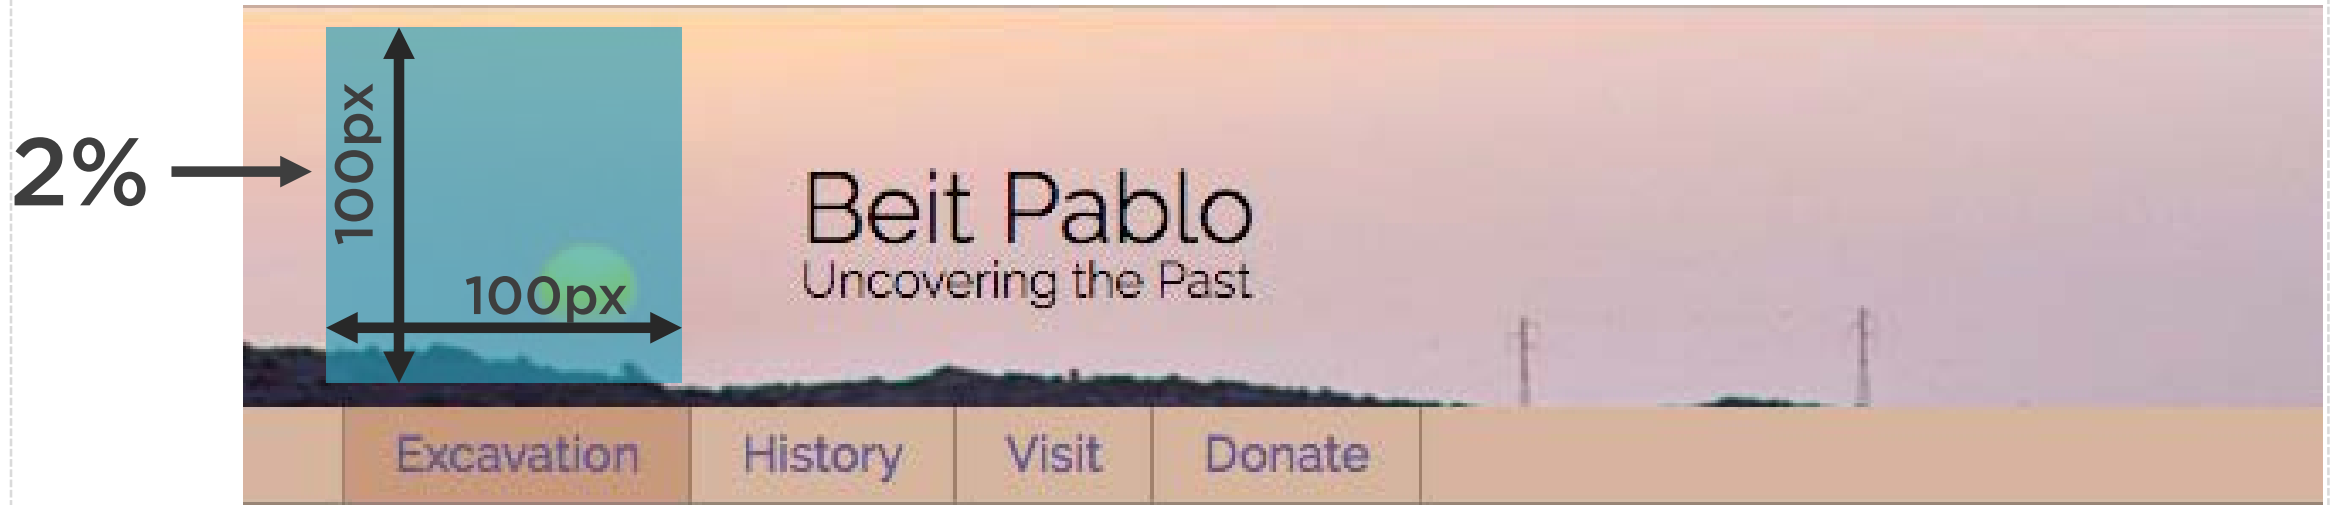 2%
100px
100px
Beit Pablo
Uncovering the Past
Excavation History Visit Donate